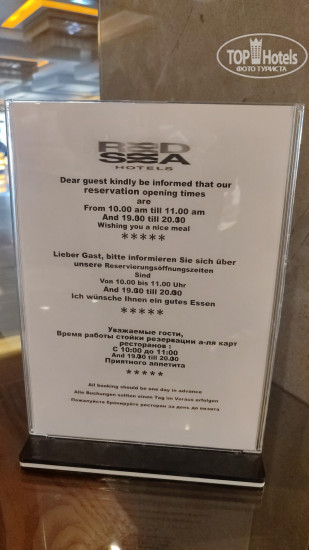 TOP Hotels
ФОТО ТУРИСТА
RED
SEA
HOTELS
Dear guest kindly be informed that our
reservation opening times
are
From 10.00 am till 11.00 am
And 19.00 till 20.30
Wishing you a nice meal
*****
Lieber Gast, bitte informieren Sie sich über
unsere Reservierungsöffnungszeiten
Sind
Von 10.00 bis 11.00 Uhr
And 19.00 till 20.30
Ich wünsche Ihnen ein gutes Essen
*****
Уважаемые гости,
Время работы стойки резервации а-ля карт
ресторанов :
С 10:00 до 11:00
And 19.00 till 20.30
Приятного аппетита
*****
All booking should be one day in advance
Alle Buchungen sollten einen Tag im Voraus erfolgen
Пожалуйста бронируйте ресторан за день до визита